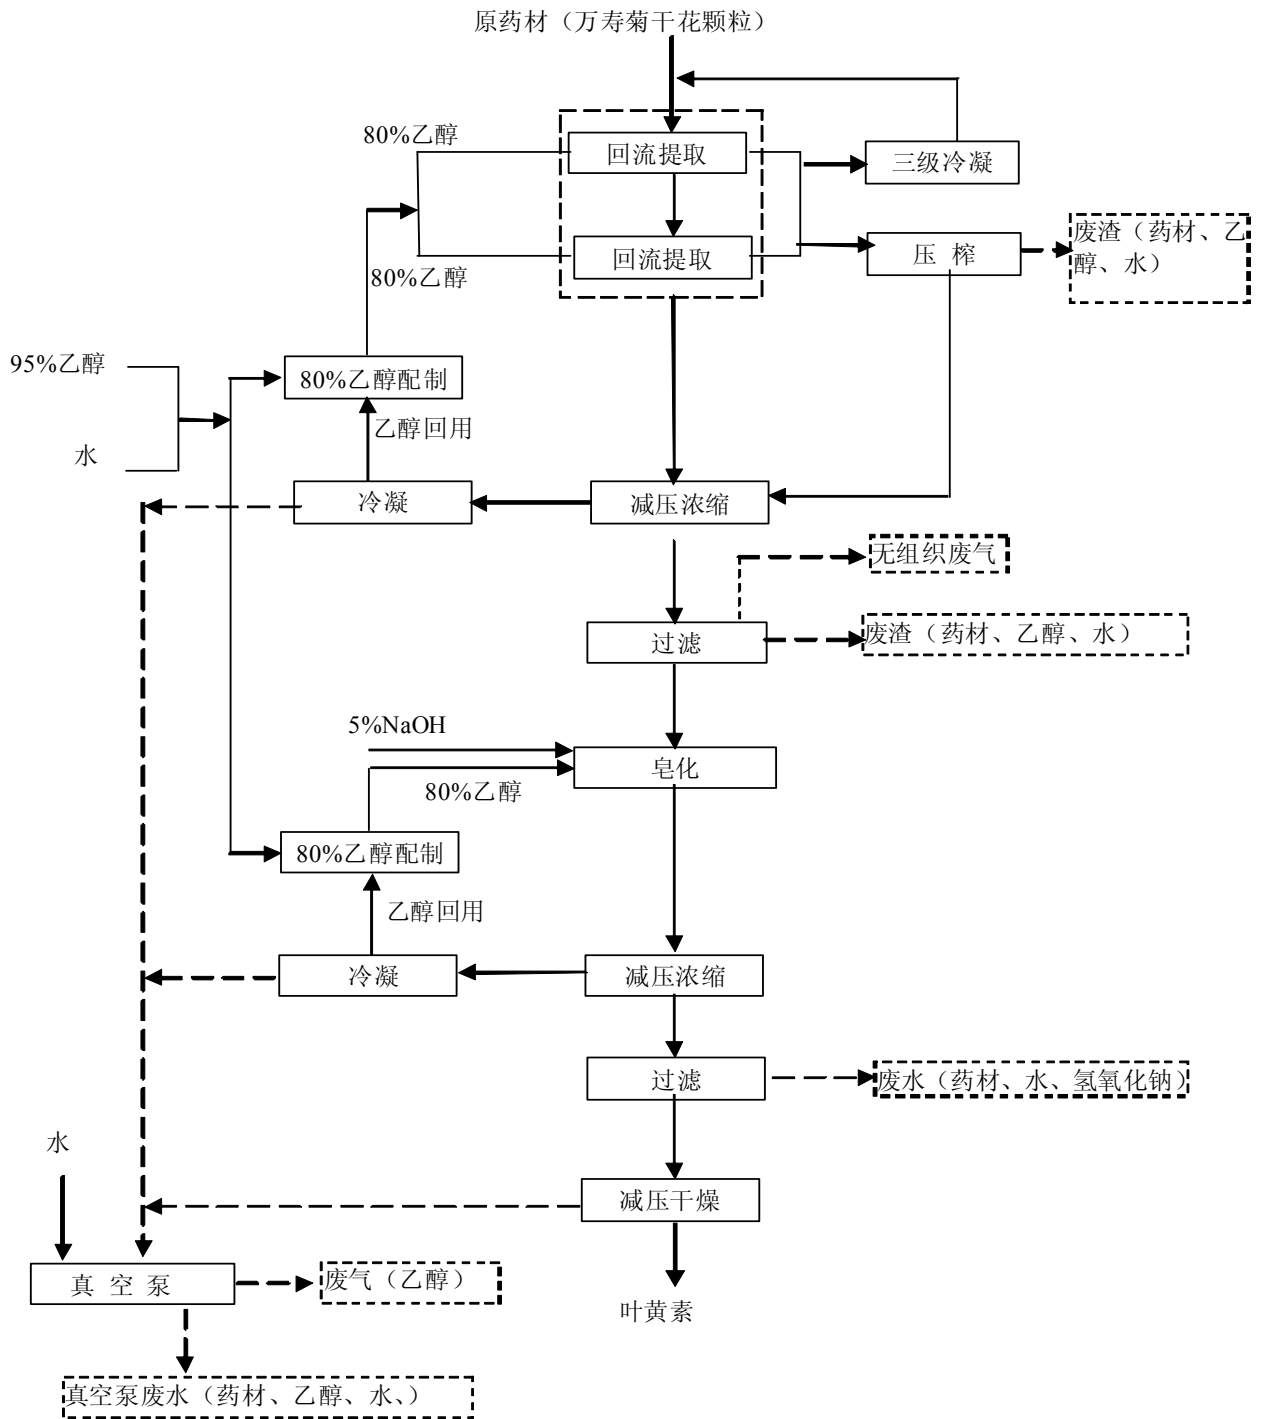 原药材（万寿菊干花颗粒）
80%乙醇
回流提取
三级冷凝
回流提取
80%乙醇
压 榨
废渣（药材、乙
醇、水）
95%乙醇
80%乙醇配制
水
乙醇回用
冷凝
减压浓缩
无组织废气
过滤
废渣（药材、乙醇、水）
5%NaOH
皂化
80%乙醇
80%乙醇配制
乙醇回用
冷凝
减压浓缩
过滤
废水（药材、水、氢氧化钠）
水
减压干燥
真 空 泵
废气（乙醇）
叶黄素
真空泵废水（药材、乙醇、水、）